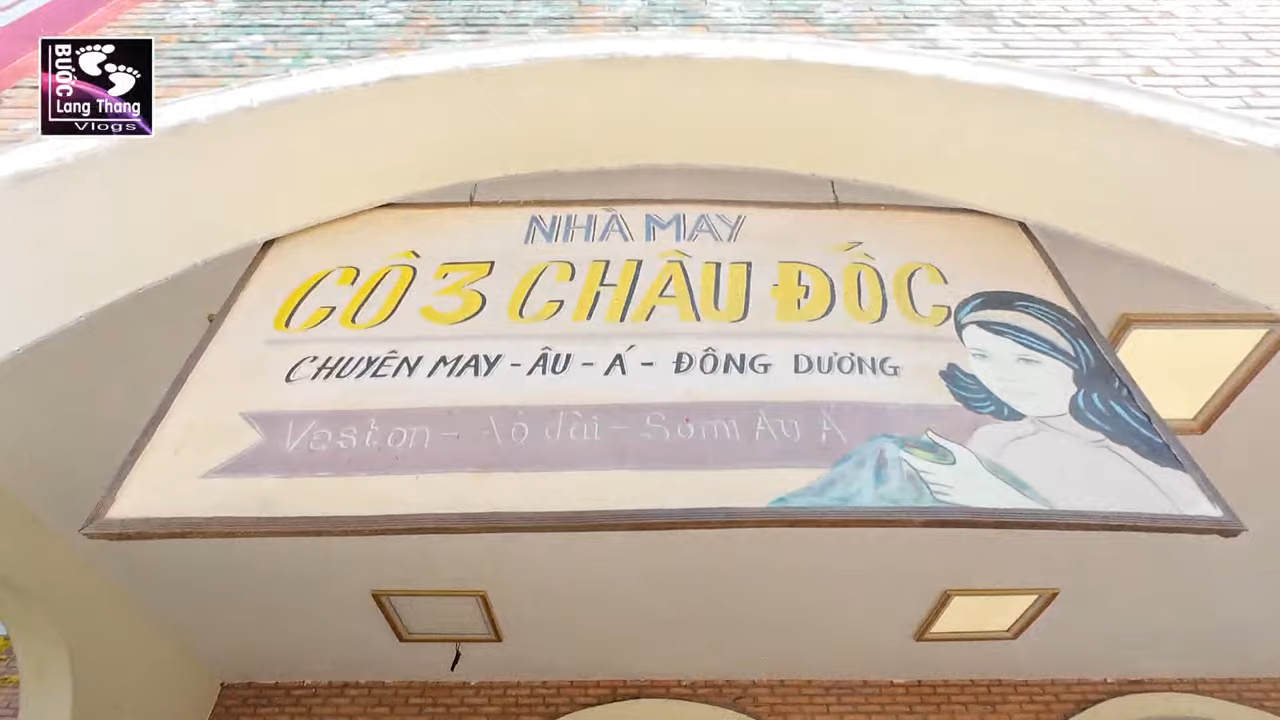 BƯỚC
Lang Thang
Vlogs
NHÀ MAY
CÔ 3 CHÂU ĐỐC
CHUYÊN MAY - ÂU - Á - ĐÔNG DƯƠNG
Veston - Áo dài - Sơmi Âu Á